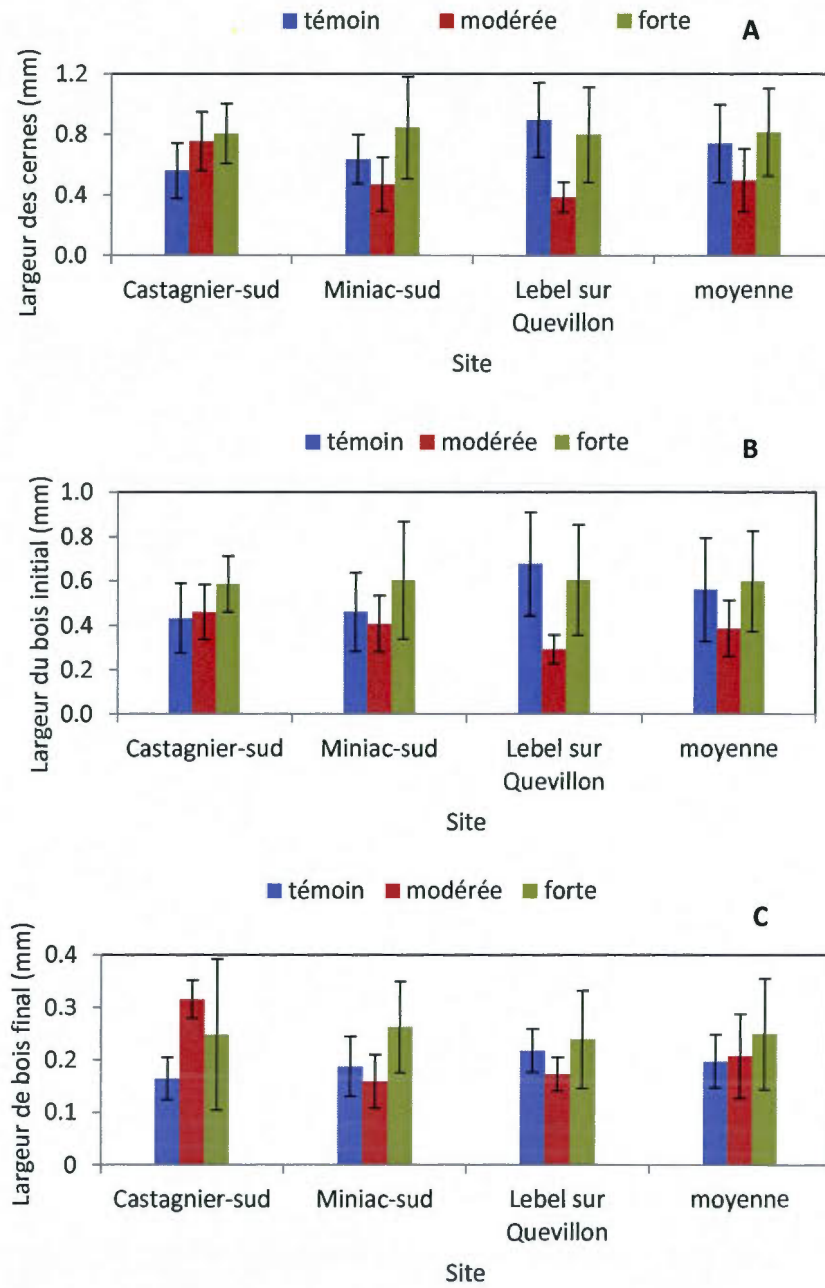 témoin modérée forte
A
Largeur des cernes (mm)
1.2
0.8
0.4
0.0
Castagnier-sud Miniac-sud Lebel sur Quevillon moyenne
Site
témoin modérée forte
B
Largeur du bois initial (mm)
1.0
0.8
0.6
0.4
0.2
0.0
Castagnier-sud Miniac-sud Lebel sur Quevillon moyenne
Site
témoin modérée forte
C
Largeur de bois final (mm)
0.4
0.3
0.2
0.1
0
Castagnier-sud Miniac-sud Lebel sur Quevillon moyenne
Site